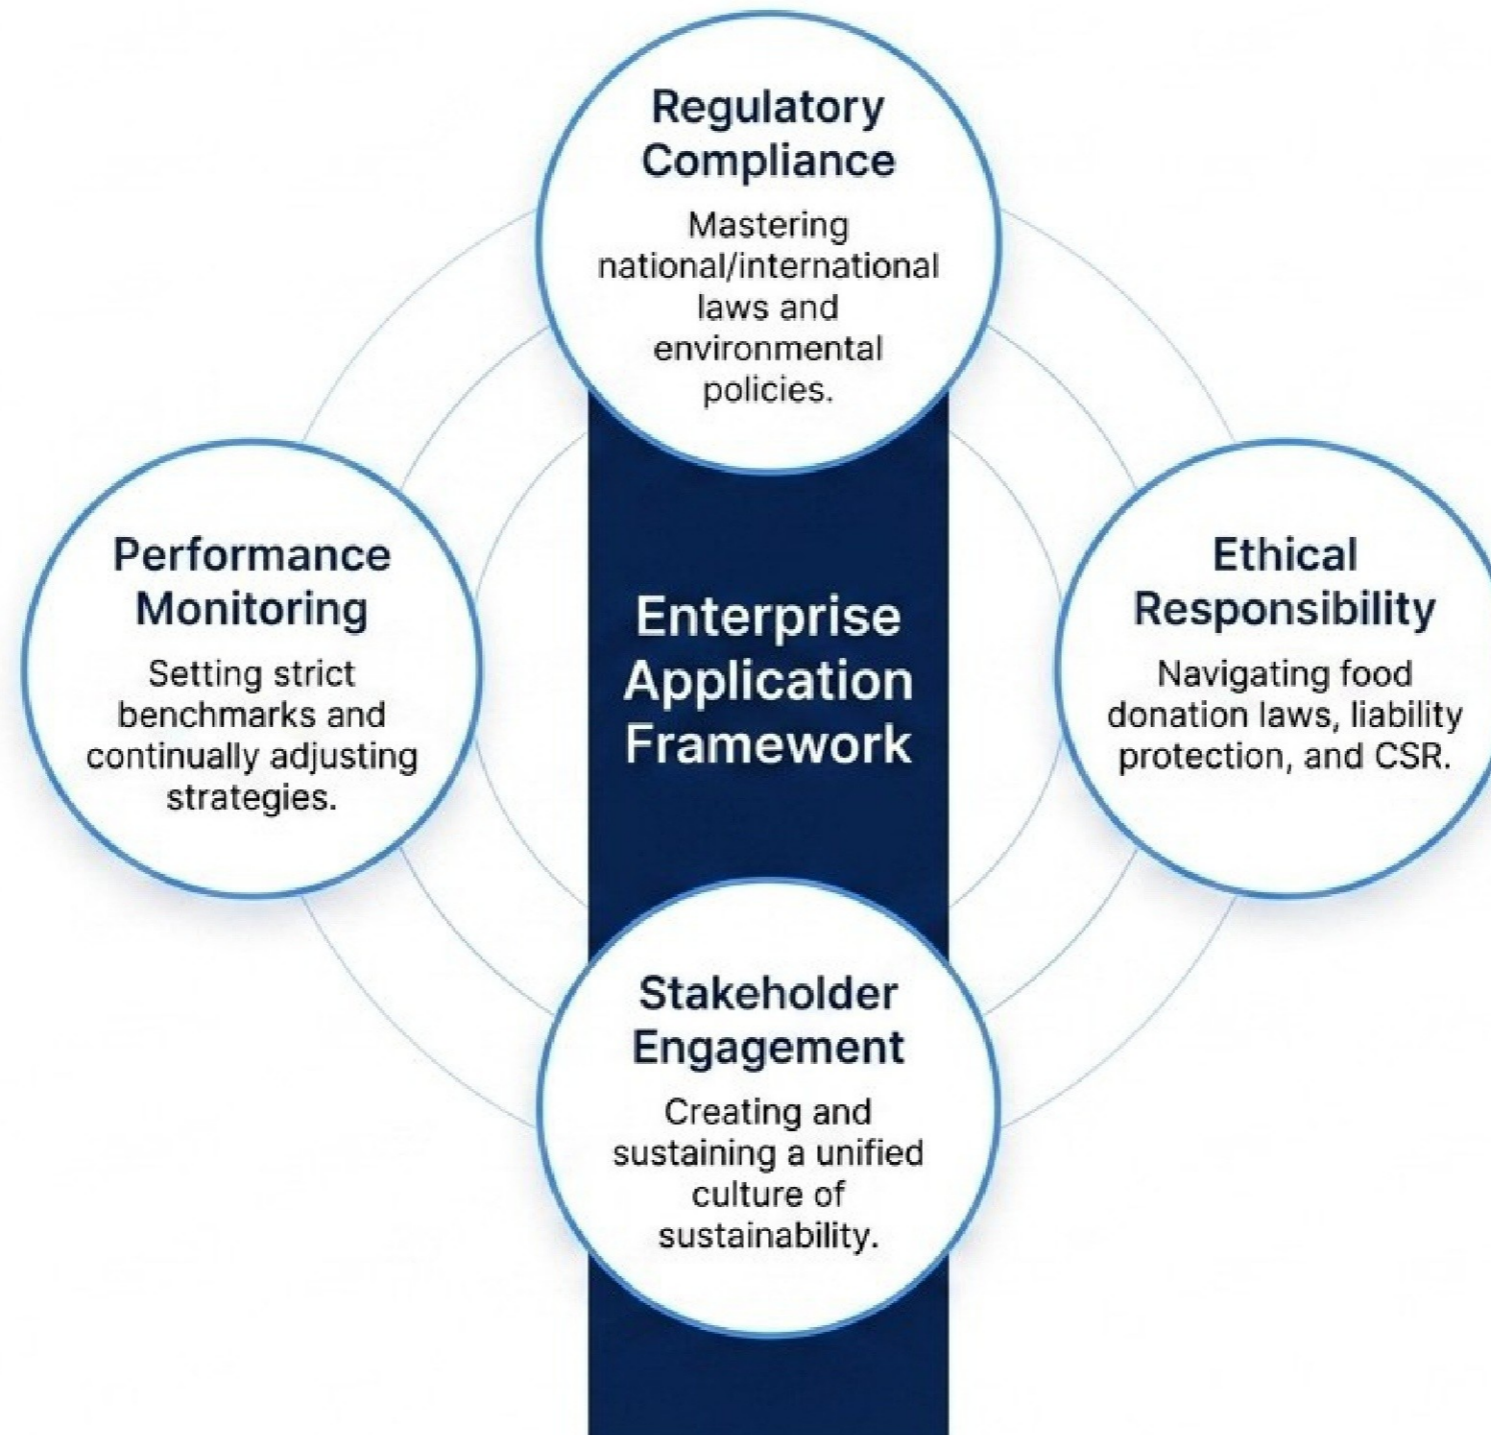 Regulatory
Compliance
Mastering
national/international
laws and
environmental
policies.
Performance
Monitoring
Setting strict
benchmarks and
continually adjusting
strategies.
Enterprise
Application
Framework
Ethical
Responsibility
Navigating food
donation laws, liability
protection, and CSR.
Stakeholder
Engagement
Creating and
sustaining a unified
culture of
sustainability.